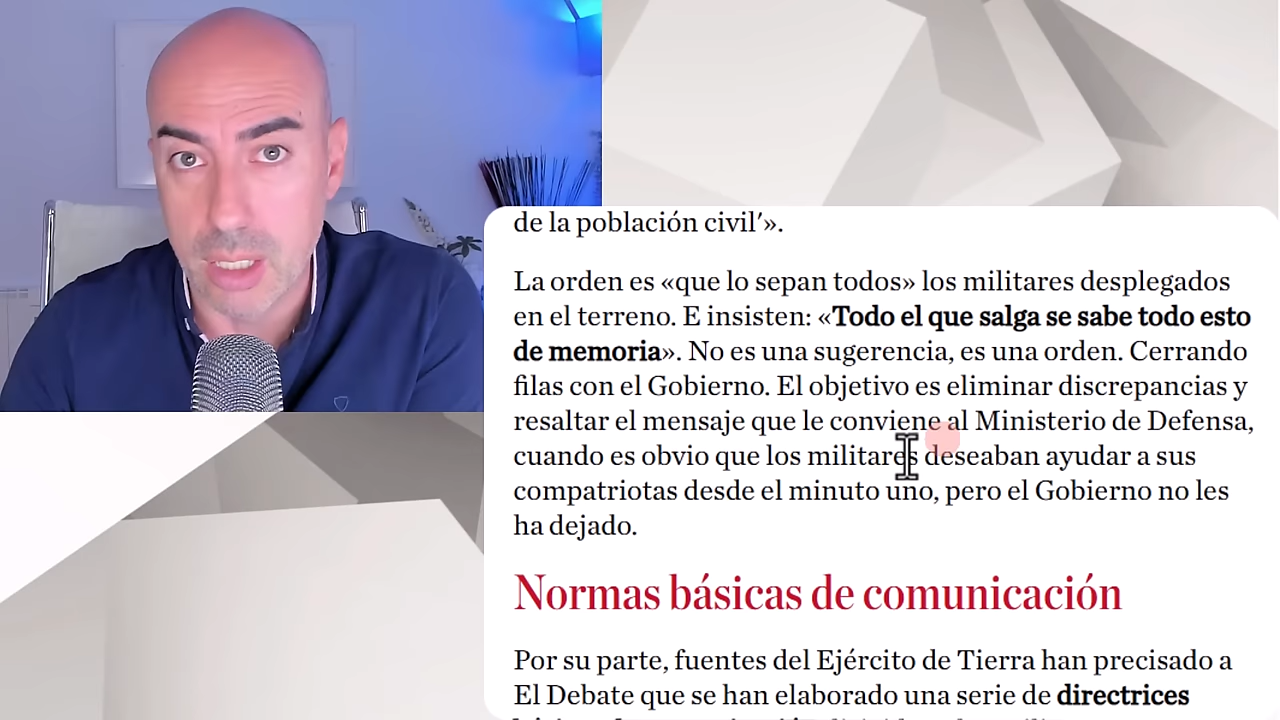 de la población civil'».
La orden es «que lo sepan todos» los militares desplegados
en el terreno. E insisten: «Todo el que salga se sabe todo esto
de memoria». No es una sugerencia, es una orden. Cerrando
filas con el Gobierno. El objetivo es eliminar discrepancias y
resaltar el mensaje que le conviene al Ministerio de Defensa,
cuando es obvio que los militares deseaban ayudar a sus
compatriotas desde el minuto uno, pero el Gobierno no les
ha dejado.
Normas básicas de comunicación
Por su parte, fuentes del Ejército de Tierra han precisado a
El Debate que se han elaborado una serie de directrices